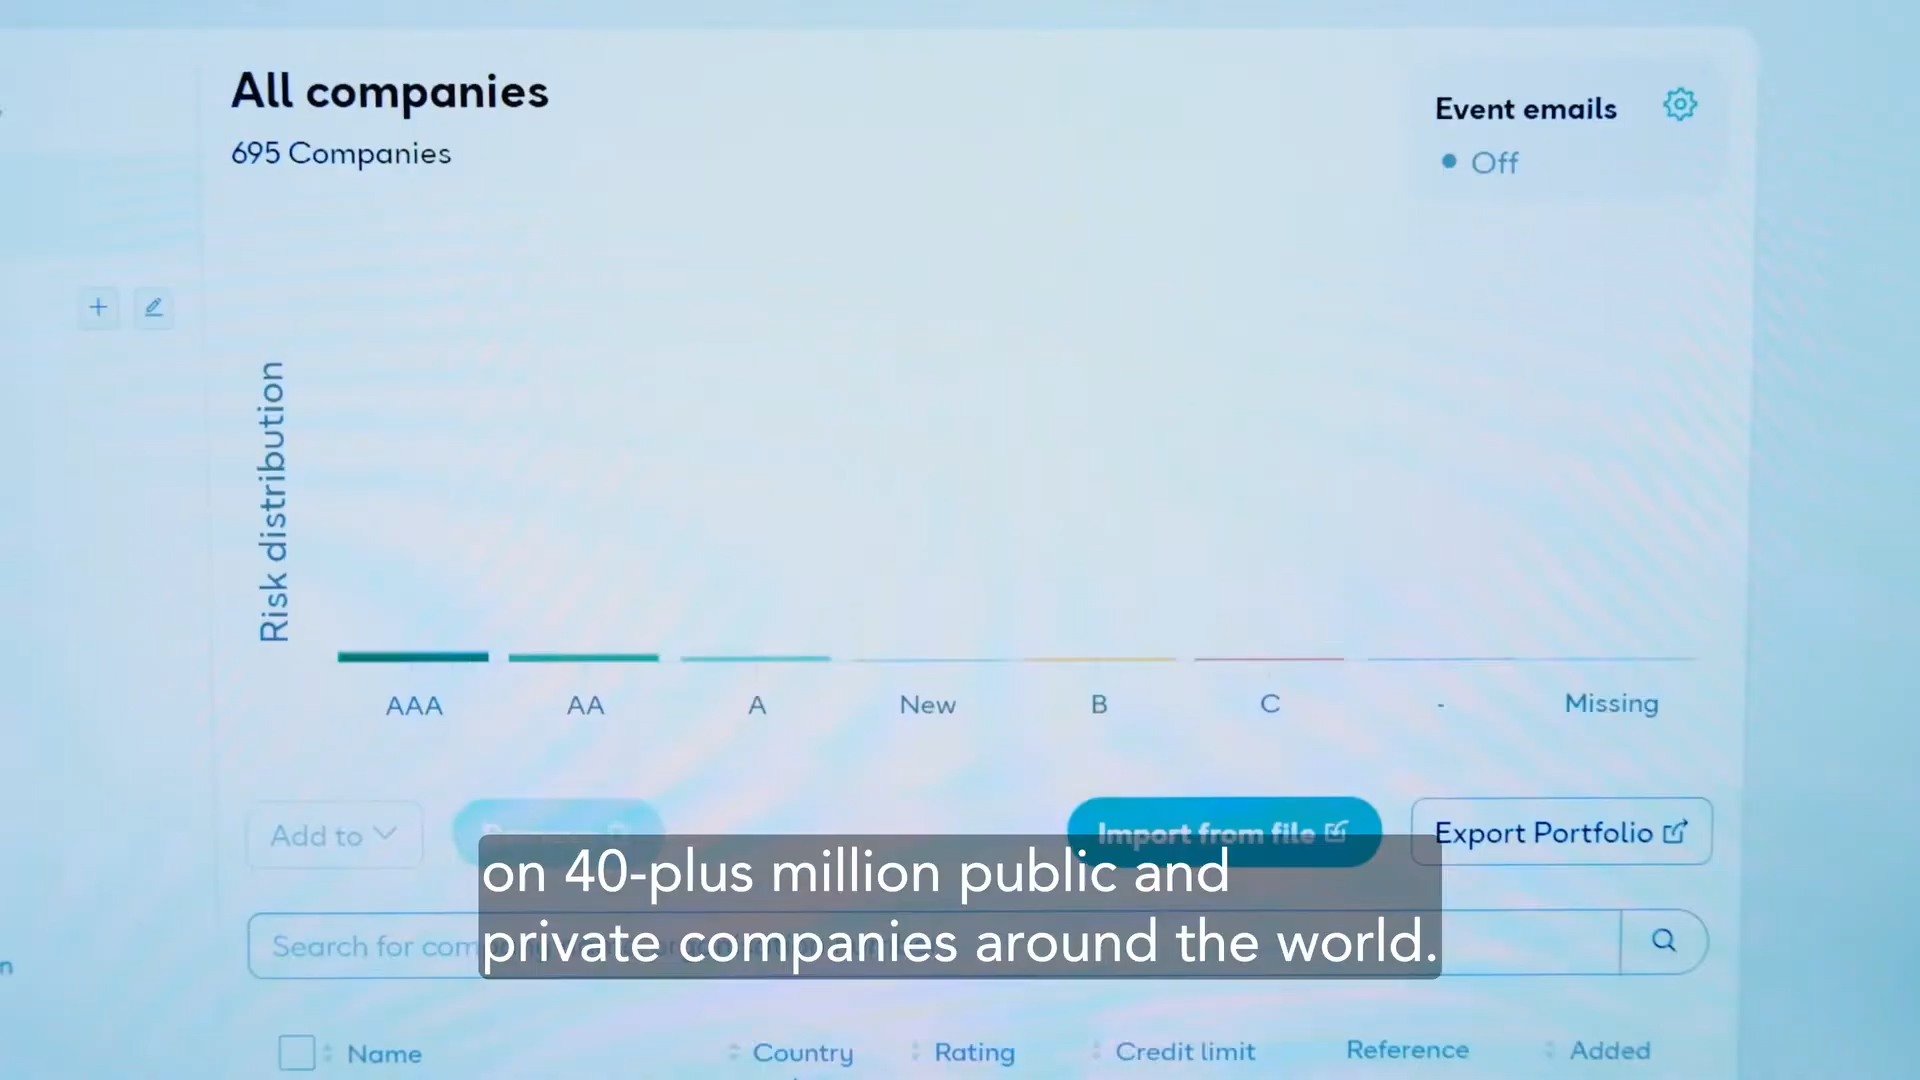 All companies
695 Companies
Event emails
Off
Risk distribution
AAA
AA
A
New
B
C
-
Missing
Add to
Import from file
Export Portfolio
on 40-plus million public and
private companies around the world.
Search for
Name
Country
Rating
Credit limit
Reference
Added